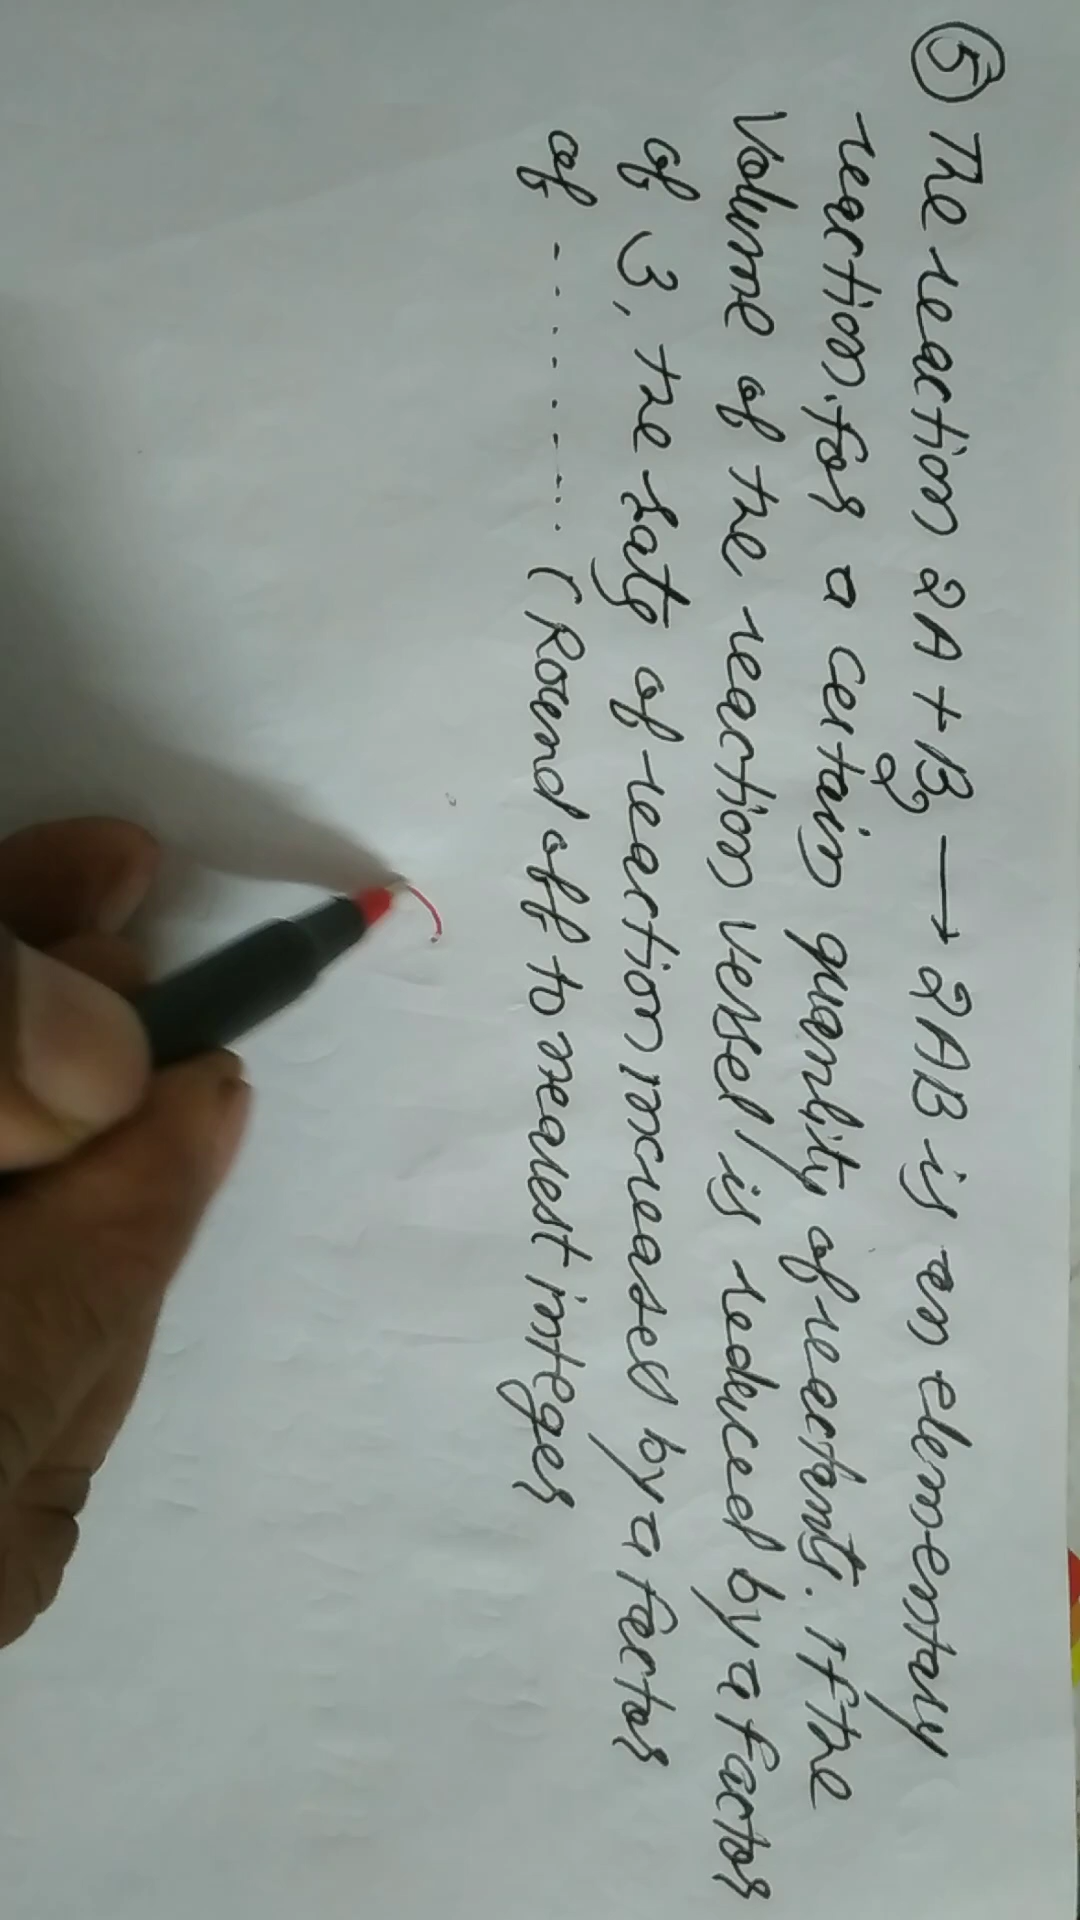 ⑤ The reaction 2A + B₂ → 2AB is an elementary
reaction. for a certain quantity of reactants. If the
volume of the reaction vessel is reduced by a factor
of 3, the rate of reaction increases by a factor
of ......... (Round off to nearest integer